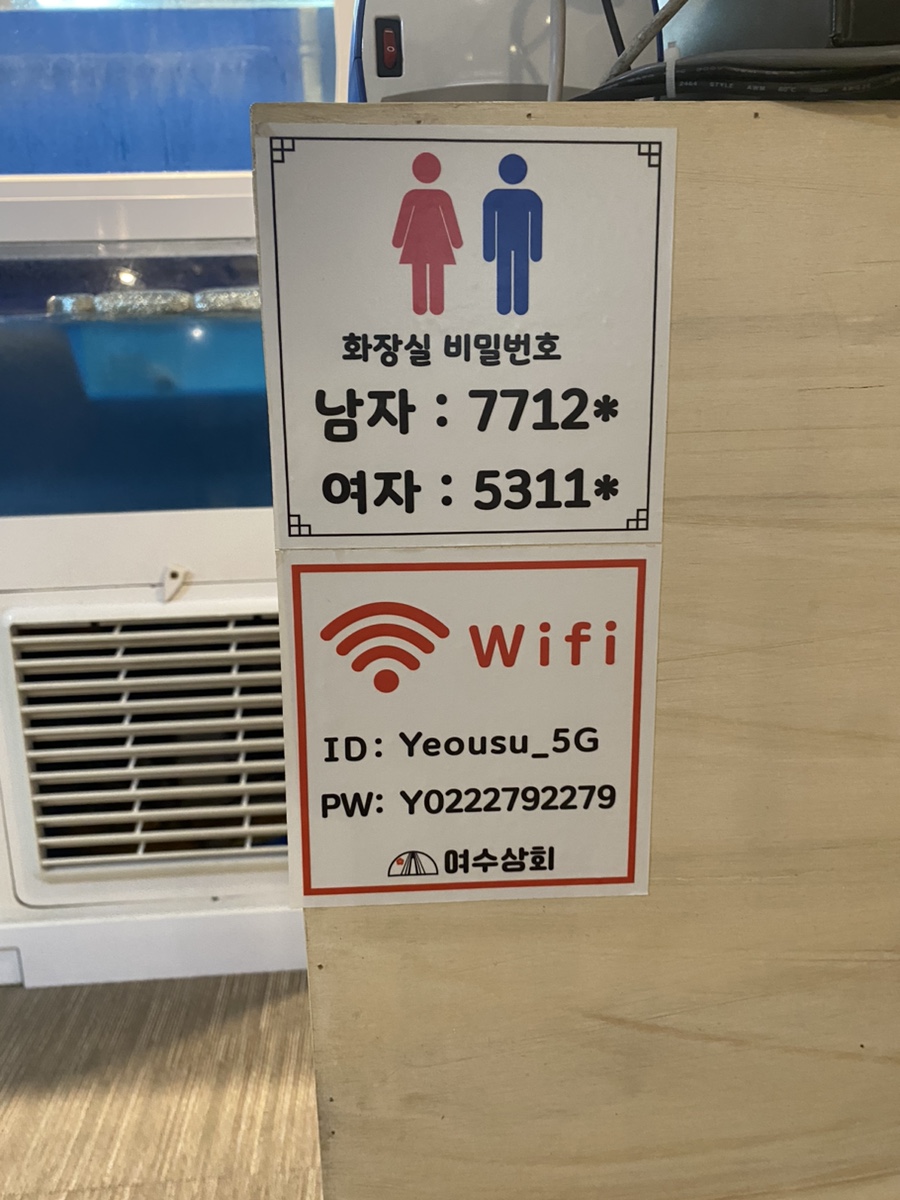 화장실 비밀번호
남자 : 7712*
여자 : 5311*
Wifi
ID: Yeousu_5G
PW: Y0222792279
여수상회